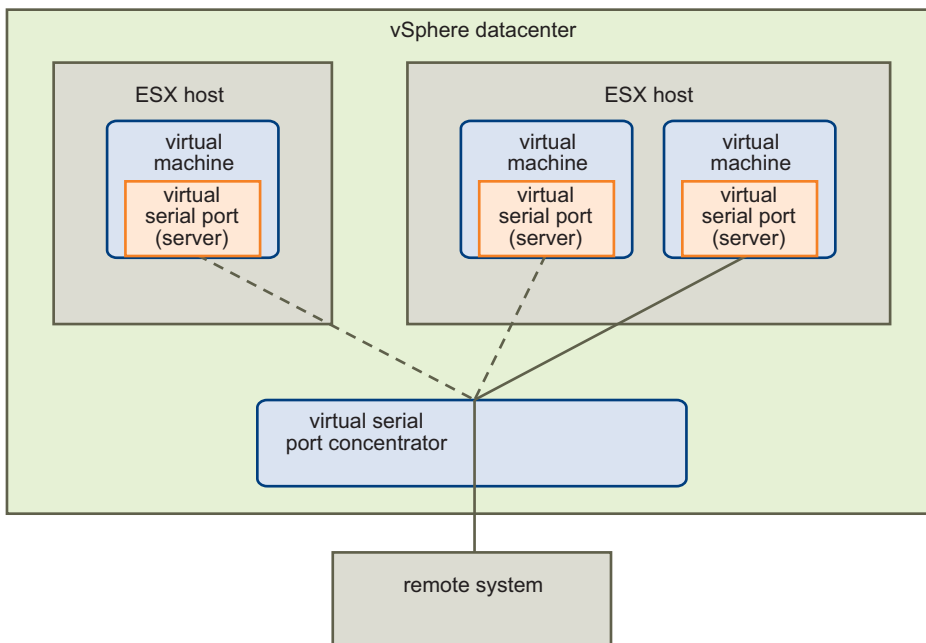 vSphere datacenter
ESX host
virtual
machine
virtual
serial port
(server)
ESX host
virtual
machine
virtual
serial port
(server)
virtual
machine
virtual
serial port
(server)
virtual serial
port concentrator
remote system